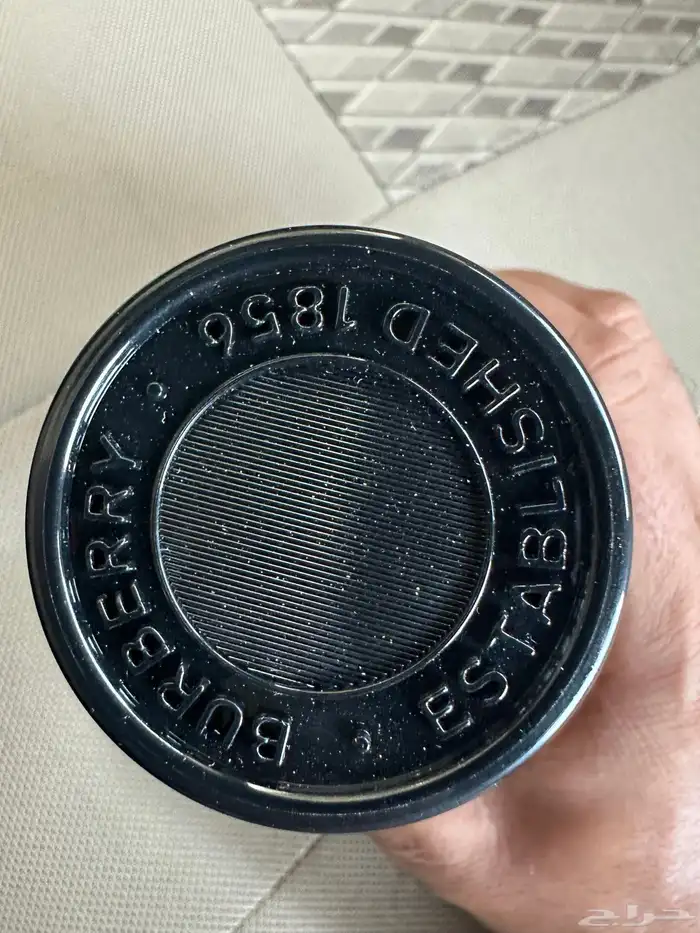 BURBERRY • ESTABLISHED 1856 •
حراج